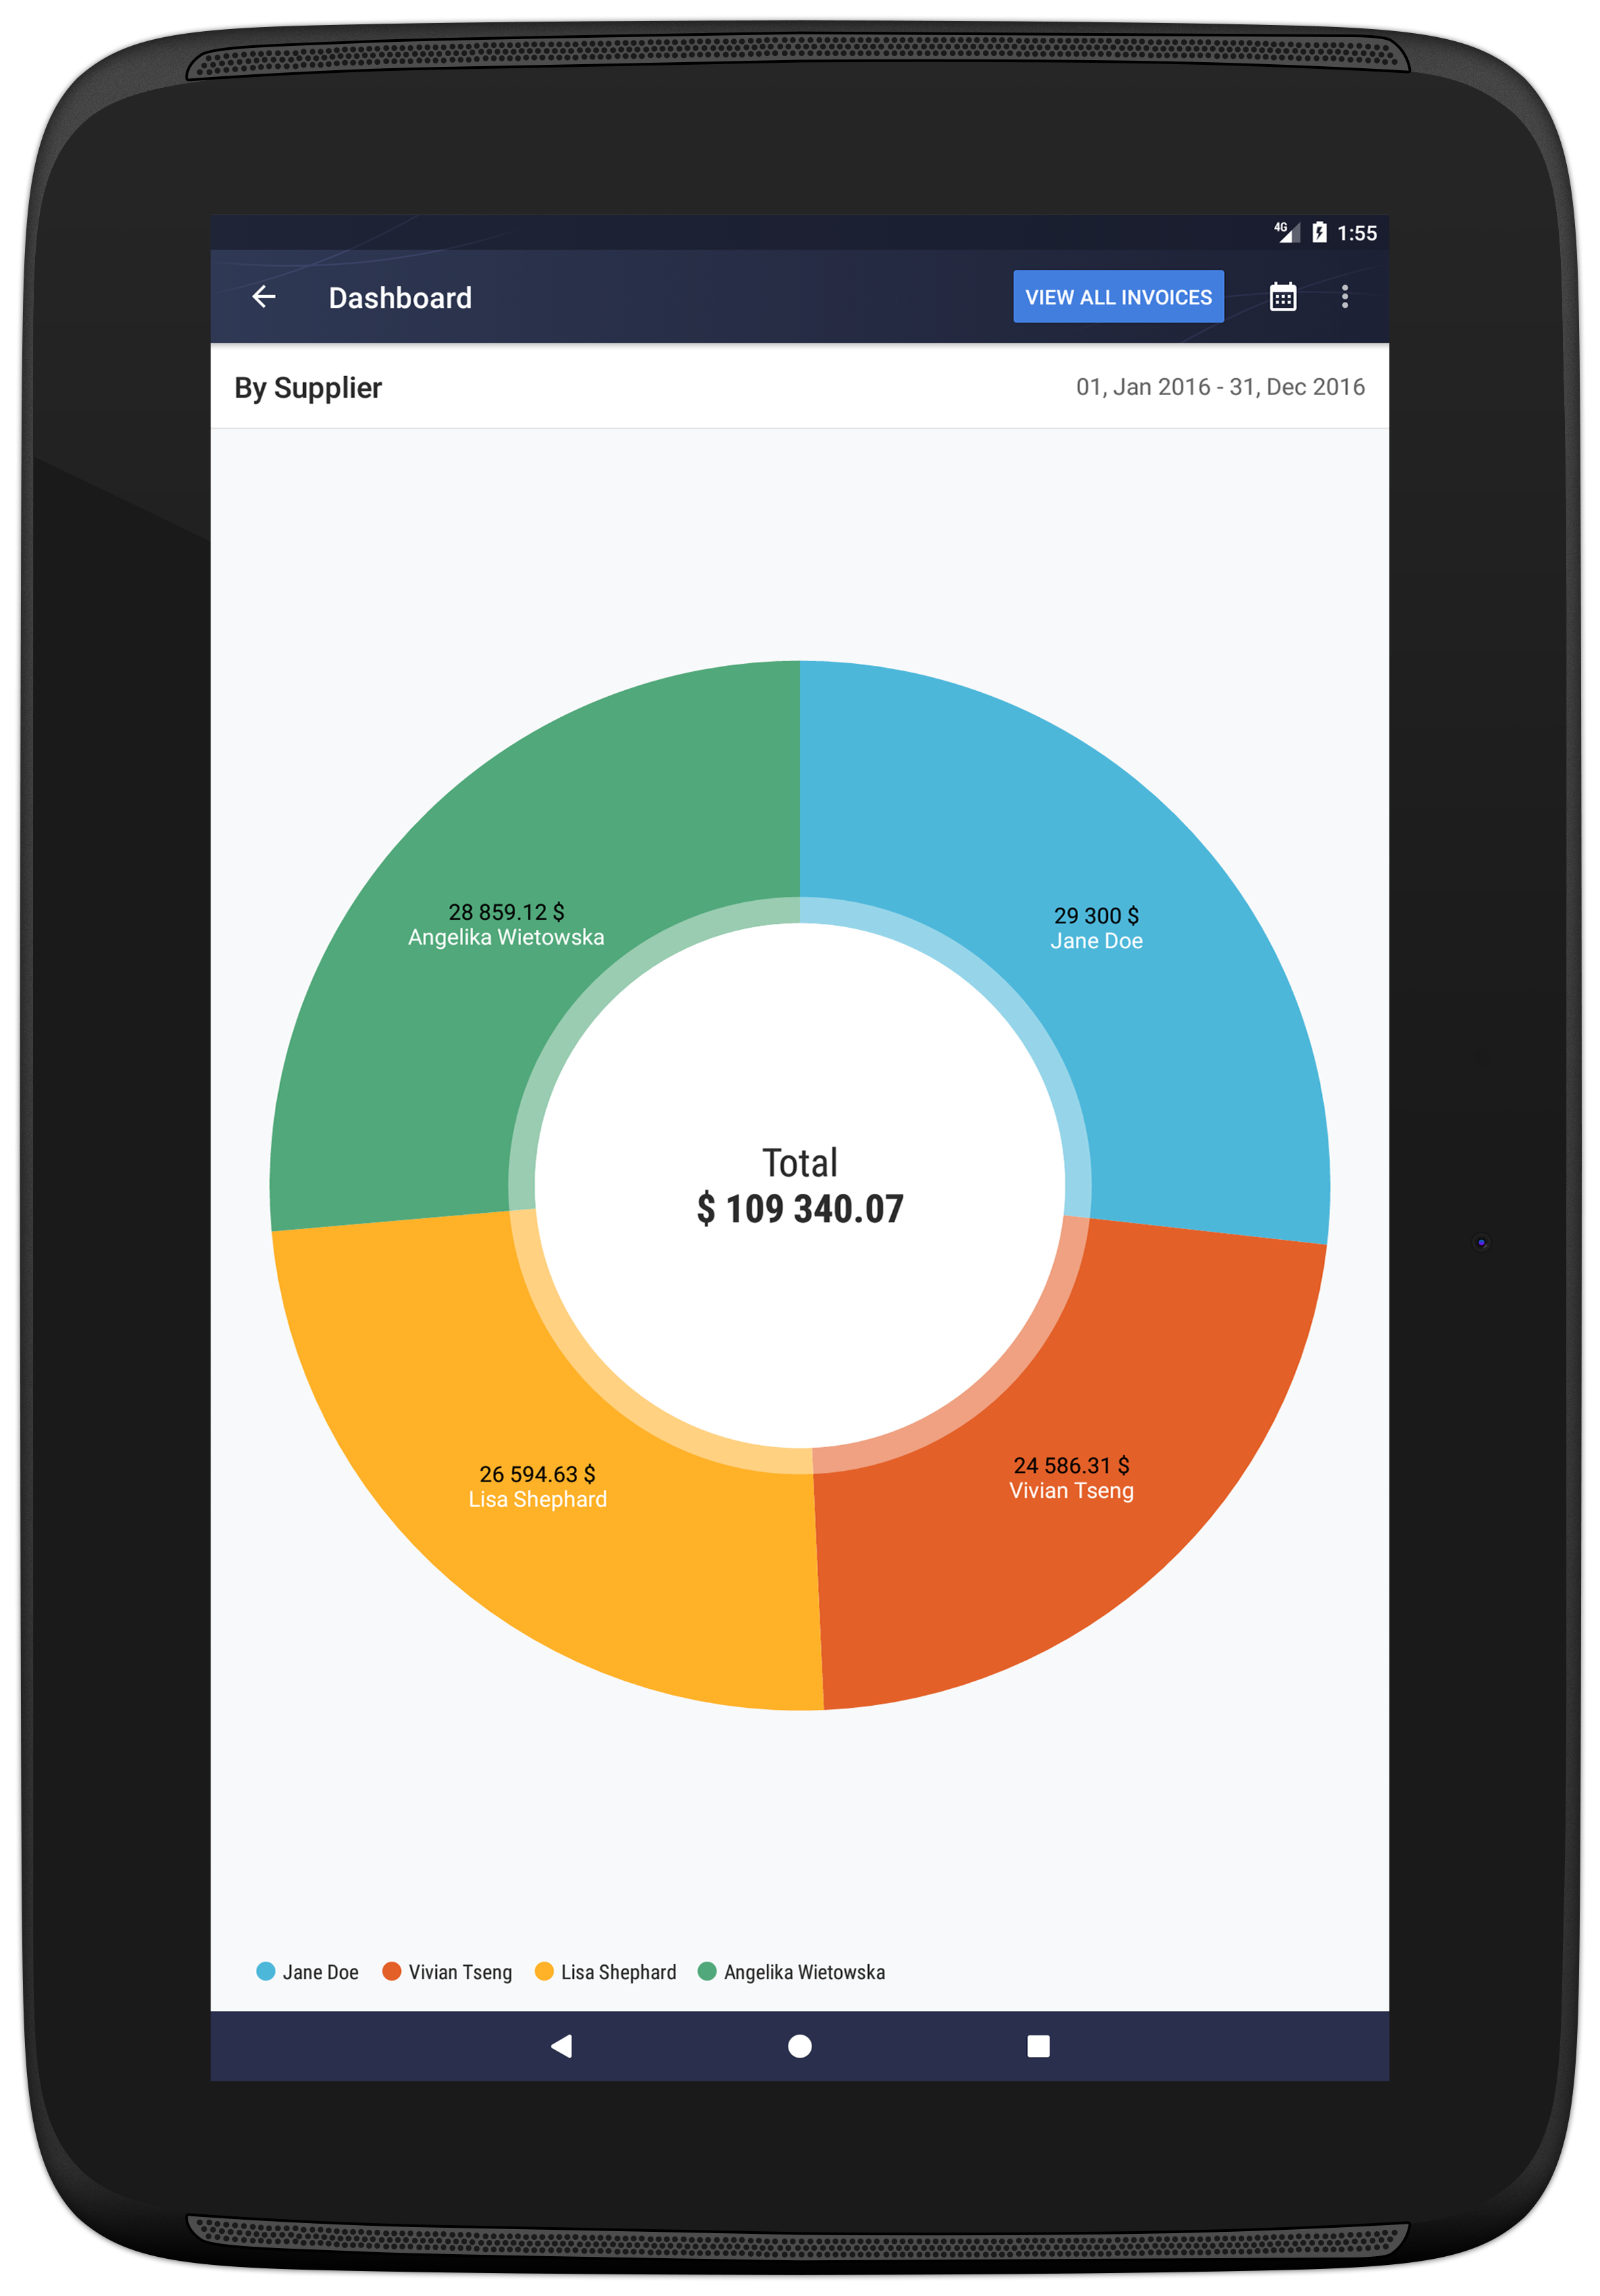 4G 1:55
Dashboard VIEW ALL INVOICES
By Supplier 01, Jan 2016 - 31, Dec 2016
28 859.12 $
Angelika Wietowska
29 300 $
Jane Doe
Total
$ 109 340.07
26 594.63 $
Lisa Shephard
24 586.31 $
Vivian Tseng
Jane Doe Vivian Tseng Lisa Shephard Angelika Wietowska